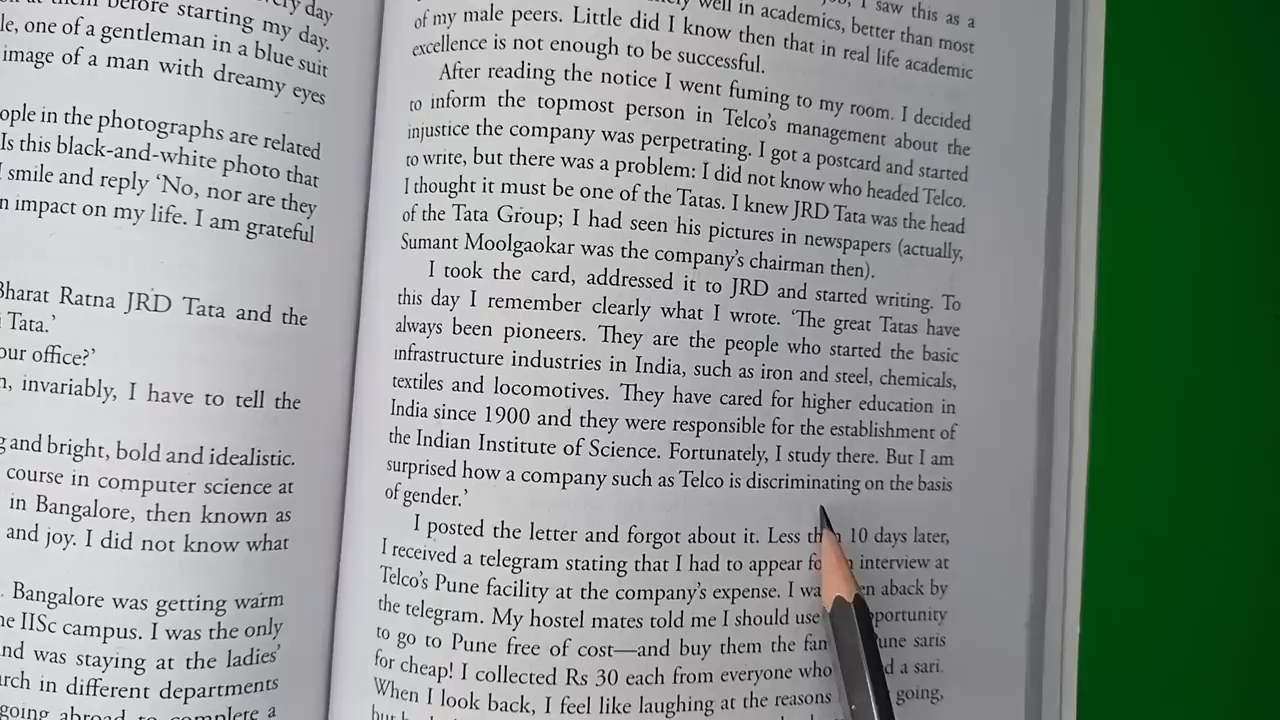 ery day
at them before starting my day.
le, one of a gentleman in a blue suit
image of a man with dreamy eyes
ople in the photographs are related
Is this black-and-white photo that
I smile and reply ‘No, nor are they
n impact on my life. I am grateful
Bharat Ratna JRD Tata and the
i Tata.’
our office?’
n, invariably, I have to tell the
g and bright, bold and idealistic.
course in computer science at
in Bangalore, then known as
and joy. I did not know what
. Bangalore was getting warm
he IISc campus. I was the only
nd was staying at the ladies’
arch in different departments
going abroad to complete a
I saw this as a
well in academics, better than most
of my male peers. Little did I know then that in real life academic
excellence is not enough to be successful.
After reading the notice I went fuming to my room. I decided
to inform the topmost person in Telco’s management about the
injustice the company was perpetrating. I got a postcard and started
to write, but there was a problem: I did not know who headed Telco.
I thought it must be one of the Tatas. I knew JRD Tata was the head
of the Tata Group; I had seen his pictures in newspapers (actually,
Sumant Moolgaokar was the company’s chairman then).
I took the card, addressed it to JRD and started writing. To
this day I remember clearly what I wrote. ‘The great Tatas have
always been pioneers. They are the people who started the basic
infrastructure industries in India, such as iron and steel, chemicals,
textiles and locomotives. They have cared for higher education in
India since 1900 and they were responsible for the establishment of
the Indian Institute of Science. Fortunately, I study there. But I am
surprised how a company such as Telco is discriminating on the basis
of gender.’
I posted the letter and forgot about it. Less th n 10 days later,
I received a telegram stating that I had to appear fo n interview at
Telco’s Pune facility at the company’s expense. I wa en aback by
the telegram. My hostel mates told me I should use pportunity
to go to Pune free of cost—and buy them the fam une saris
for cheap! I collected Rs 30 each from everyone who d a sari.
When I look back, I feel like laughing at the reasons going,